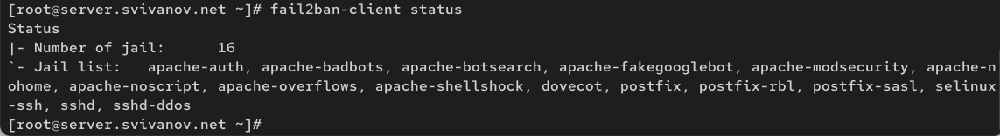 [root@server.svivanov.net ~]# fail2ban-client status
Status
|- Number of jail:      16
`- Jail list:   apache-auth, apache-badbots, apache-botsearch, apache-fakegooglebot, apache-modsecurity, apache-n
ohome, apache-noscript, apache-overflows, apache-shellshock, dovecot, postfix, postfix-rbl, postfix-sasl, selinux
-ssh, sshd, sshd-ddos
[root@server.svivanov.net ~]#